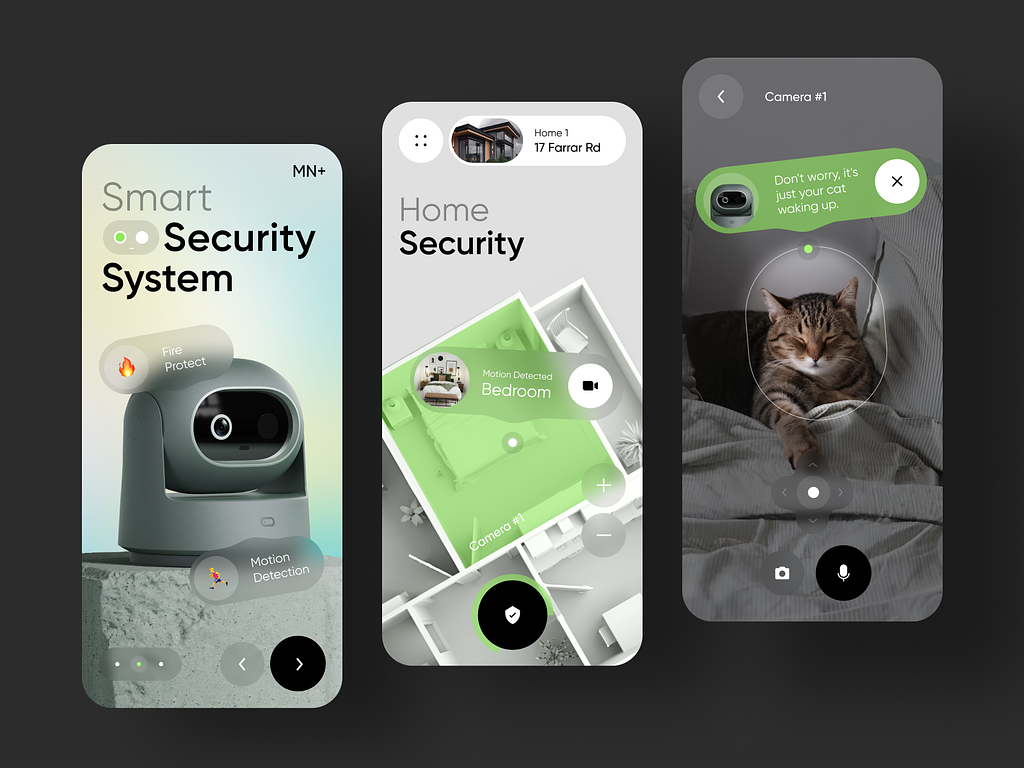 MN+
Smart
Security
System
Fire
Protect
Motion
Detection
Home 1
17 Farrar Rd
Home
Security
Motion Detected
Bedroom
Camera #1
Camera #1
Don't worry, it's
just your cat
waking up.